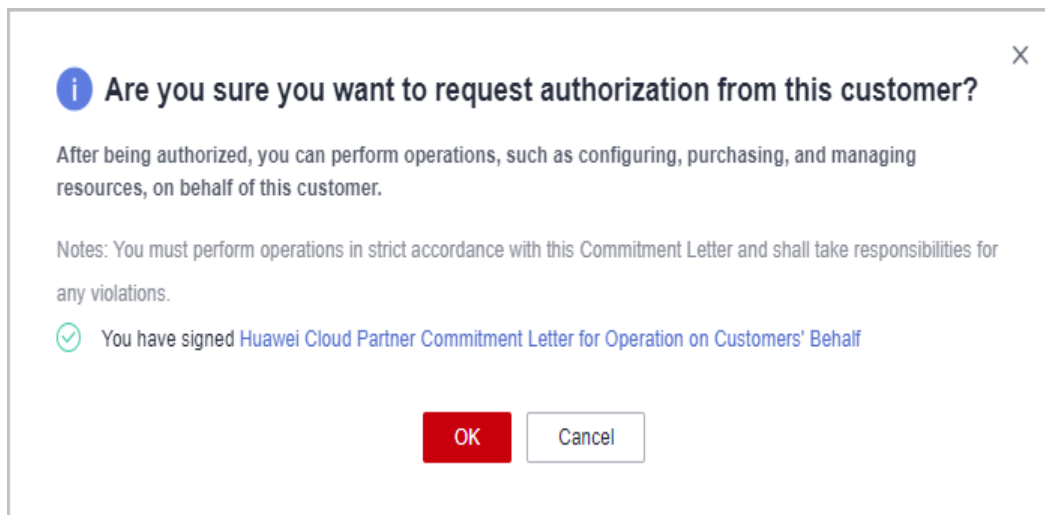 Are you sure you want to request authorization from this customer?
After being authorized, you can perform operations, such as configuring, purchasing, and managing
resources, on behalf of this customer.
Notes: You must perform operations in strict accordance with this Commitment Letter and shall take responsibilities for
any violations.
You have signed Huawei Cloud Partner Commitment Letter for Operation on Customers' Behalf
OK
Cancel